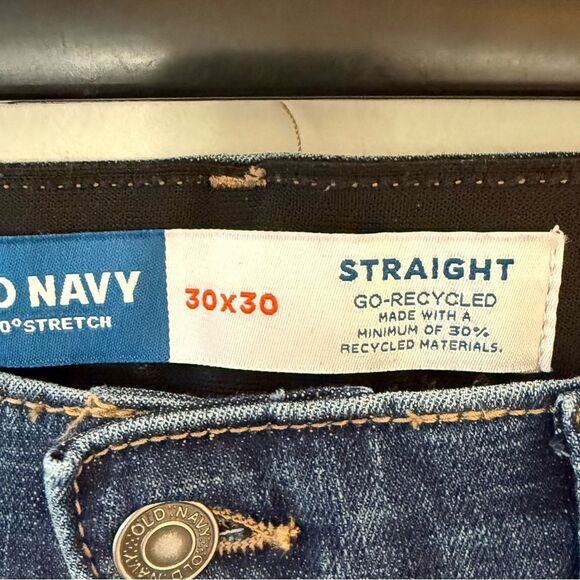 D NAVY
0°STRETCH
30x30
STRAIGHT
GO-RECYCLED
MADE WITH A
MINIMUM OF 30%
RECYCLED MATERIALS.
OLD NAVY